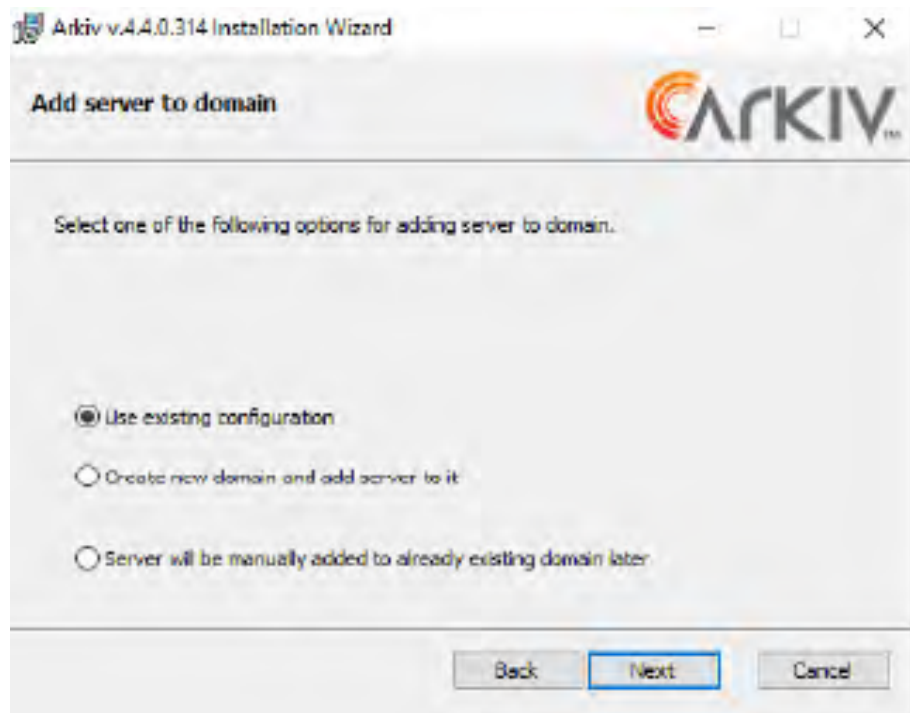 Arkiv v.4.4.0.314 Installation Wizard
Add server to domain
ARKIV™
Select one of the following options for adding server to domain.
Use existing configuration
Create new domain and add server to it
Server will be manually added to already existing domain later
Back Next Cancel